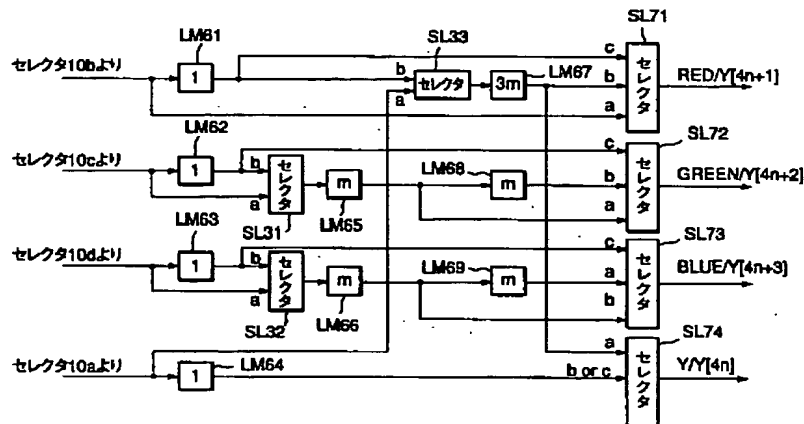 SL71
LM61
SL33
セレクタ10bより
1
b
a
セレクタ
3m
LM67
c
b
a
セレクタ
RED/Y[4n+1]
LM62
SL72
セレクタ10cより
1
b
a
セレクタ
m
LM65
LM68
m
c
b
a
セレクタ
GREEN/Y[4n+2]
LM63
SL31
SL73
セレクタ10dより
1
b
a
セレクタ
m
LM66
LM69
m
c
a
b
セレクタ
BLUE/Y[4n+3]
SL32
SL74
セレクタ10aより
1
LM64
a
b or c
セレクタ
Y/Y[4n]